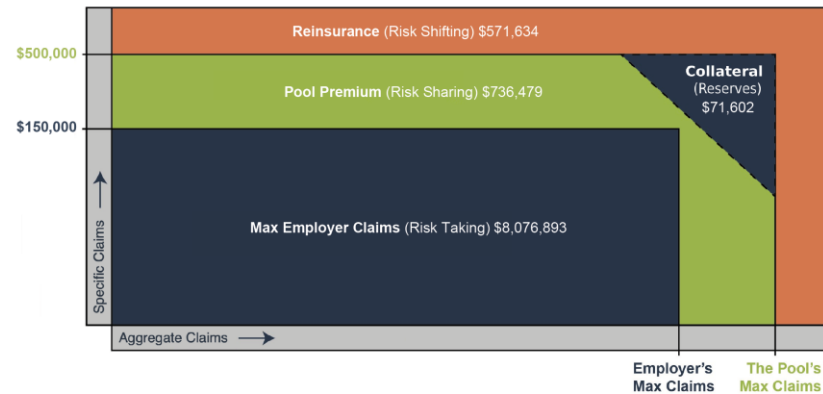 Reinsurance (Risk Shifting) $571,634
$500,000
Collateral
(Reserves)
$71,602
Pool Premium (Risk Sharing) $736,479
$150,000
Max Employer Claims (Risk Taking) $8,076,893
Specific Claims
Aggregate Claims
Employer's
Max Claims
The Pool's
Max Claims